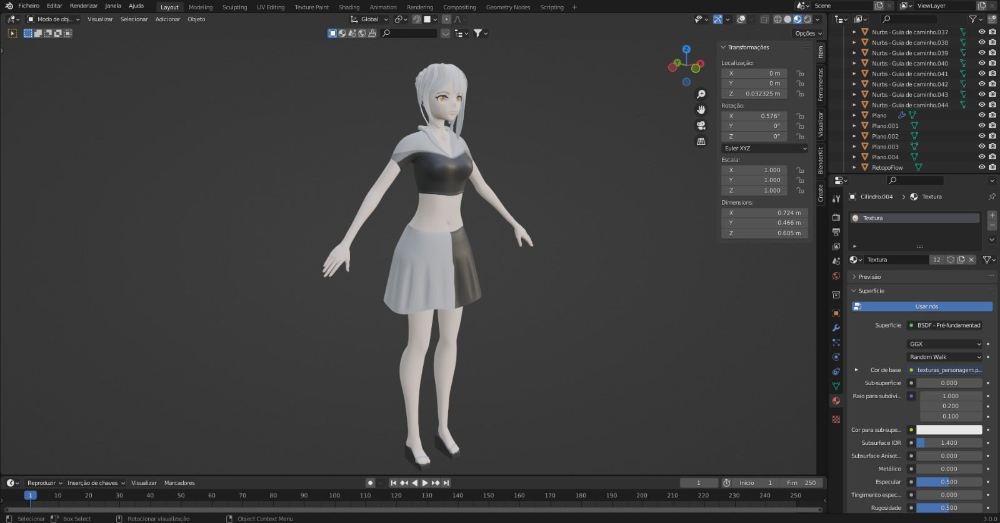 Ficheiro Editar Renderizar Janela Ajuda Layout Modeling Sculpting UV Editing Texture Paint Shading Animation Rendering Compositing Geometry Nodes Scripting + Scene ViewLayer
Modo de obj... Visualizar Selecionar Adicionar Objeto Global
Opções
Transformações
Localização:
X 0 m
Y 0 m
Z 0.032325 m
Rotação:
X 0.576°
Y 0°
Z 0°
Euler XYZ
Escala:
X 1.000
Y 1.000
Z 1.000
Dimensions:
X 0.724 m
Y 0.466 m
Z 0.605 m
Item
Ferramentas
Visualizar
BlenderKit
Create
Z
Y
X
Nurbs - Guia de caminho.037
Nurbs - Guia de caminho.038
Nurbs - Guia de caminho.039
Nurbs - Guia de caminho.040
Nurbs - Guia de caminho.041
Nurbs - Guia de caminho.042
Nurbs - Guia de caminho.043
Nurbs - Guia de caminho.044
Plano
Plano.001
Plano.002
Plano.003
Plano.004
RetopoFlow
Cilindro.004 > Textura
Textura
Textura 12
Previsão
Superfície
Usar nós
Superfície BSDF - Pré-fundamentad
GGX
Random Walk
Cor de base texturas_personagem.p...
Sub-superfície 0.000
Raio para subdivi... 1.000
0.200
0.100
Cor para sub-supe...
Subsurface IOR 1.400
Subsurface Anisot... 0.000
Metálico 0.000
Especular 0.500
Tingimento espec... 0.000
Rugosidade 0.500
Reproduzir Inserção de chaves Visualizar Marcadores 1 Início 1 Fim 250
1 10 20 30 40 50 60 70 80 90 100 110 120 130 140 150 160 170 180 190 200 210 220 230 240 250
Selecionar Box Select Rotacionar visualização Object Context Menu 3.0.0